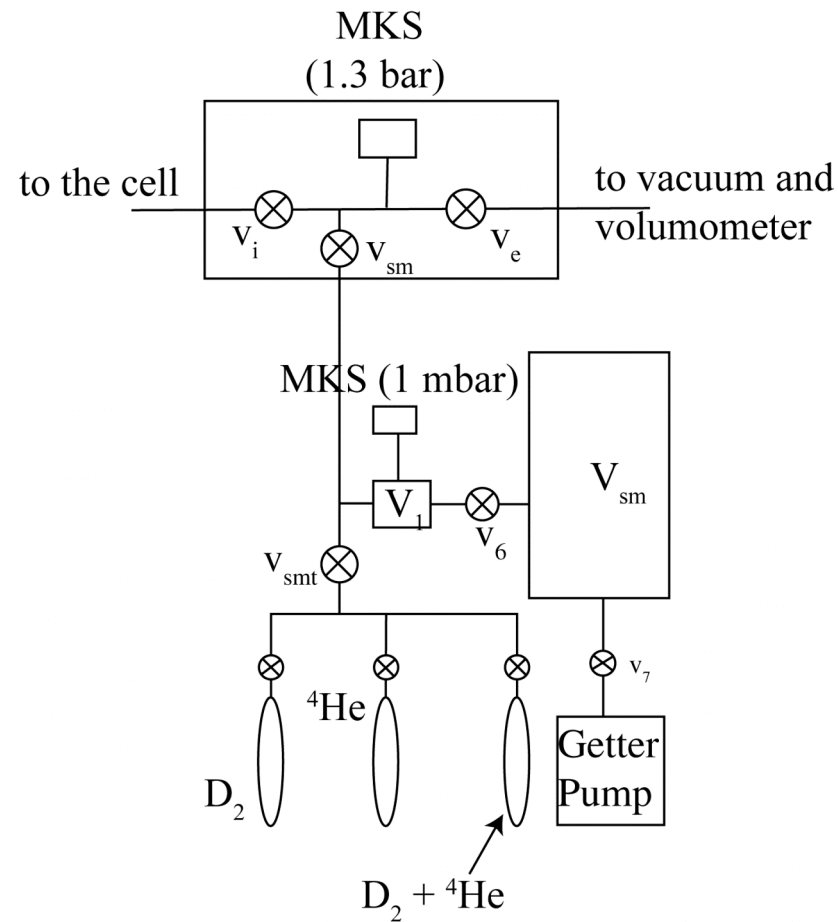 MKS
(1.3 bar)
to the cell
to vacuum and
volumometer
v_i
v_sm
v_e
MKS (1 mbar)
V_sm
V_1
v_6
v_smt
v_7
⁴He
D₂
Getter
Pump
D₂ + ⁴He